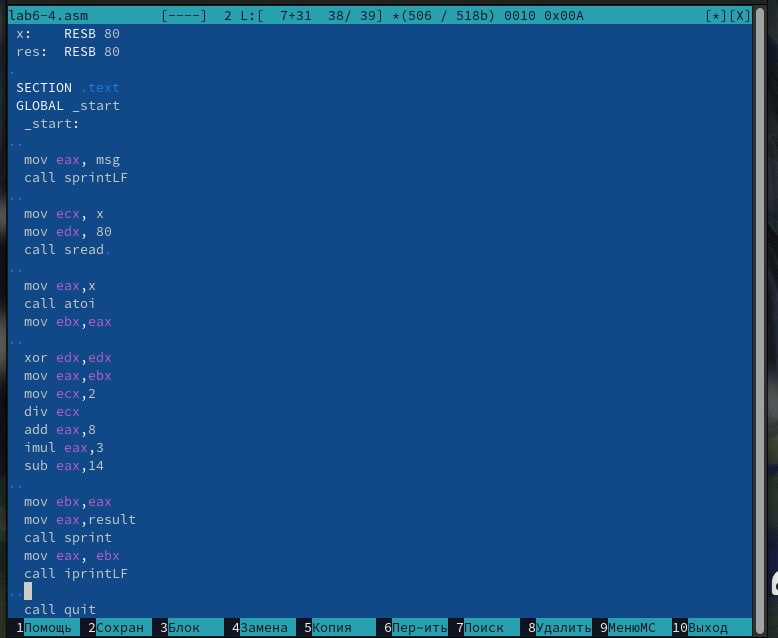 lab6-4.asm [----] 2 L:[ 7+31 38/ 39] *(506 / 518b) 0010 0x00A [*][X]
x: RESB 80
res: RESB 80
.
SECTION .text
GLOBAL _start
_start:
..
mov eax, msg
call sprintLF
..
mov ecx, x
mov edx, 80
call sread.
..
mov eax,x
call atoi
mov ebx,eax
..
xor edx,edx
mov eax,ebx
mov ecx,2
div ecx
add eax,8
imul eax,3
sub eax,14
..
mov ebx,eax
mov eax,result
call sprint
mov eax, ebx
call iprintLF
..
call quit
1Помощь 2Сохран 3Блок 4Замена 5Копия 6Пер~ить 7Поиск 8Удалить 9МенюMC 10Выход